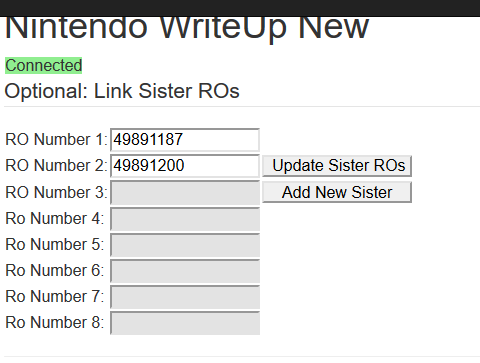 Nintendo WriteUp New
Connected
Optional: Link Sister ROs
RO Number 1: 49891187
RO Number 2: 49891200 Update Sister ROs
RO Number 3: Add New Sister
Ro Number 4:
Ro Number 5:
Ro Number 6:
Ro Number 7:
Ro Number 8: